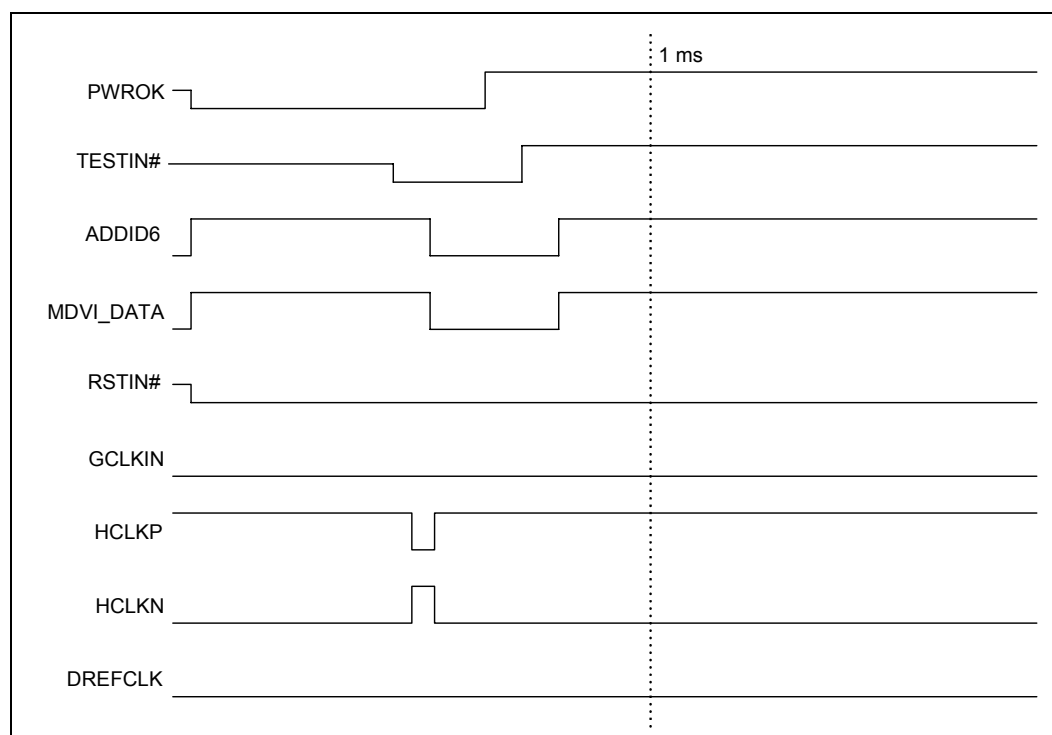 1 ms
PWROK
TESTIN#
ADDID6
MDVI_DATA
RSTIN#
GCLKIN
HCLKP
HCLKN
DREFCLK